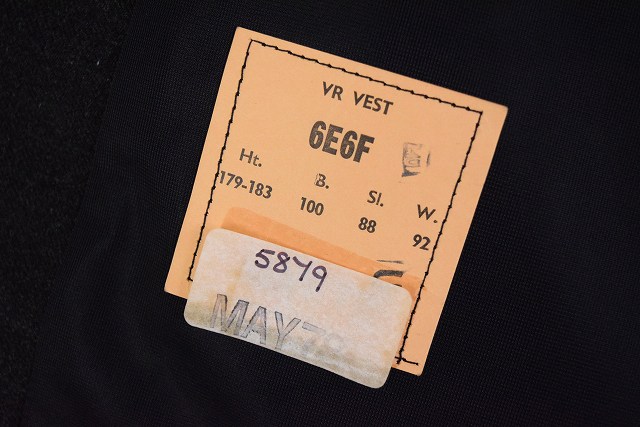 VR VEST
6E6F
Ht. B. Sl. W.
179-183 100 88 92
5849
MAY